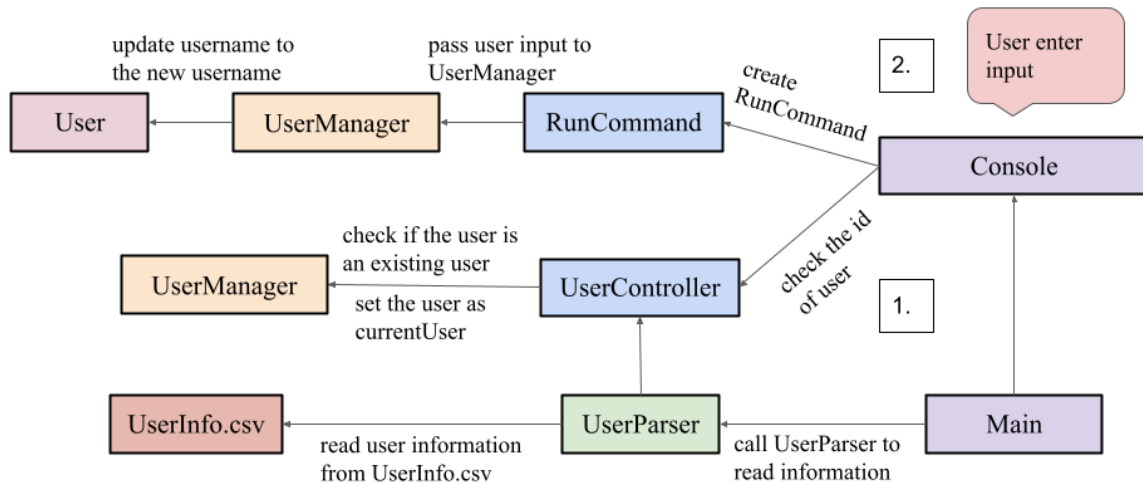 update username to
the new username
pass user input to
UserManager
2.
User enter
input
create
RunCommand
User
UserManager
RunCommand
Console
check if the user is
an existing user
check the id
of user
UserManager
UserController
set the user as
currentUser
1.
UserInfo.csv
UserParser
Main
read user information
from UserInfo.csv
call UserParser to
read information